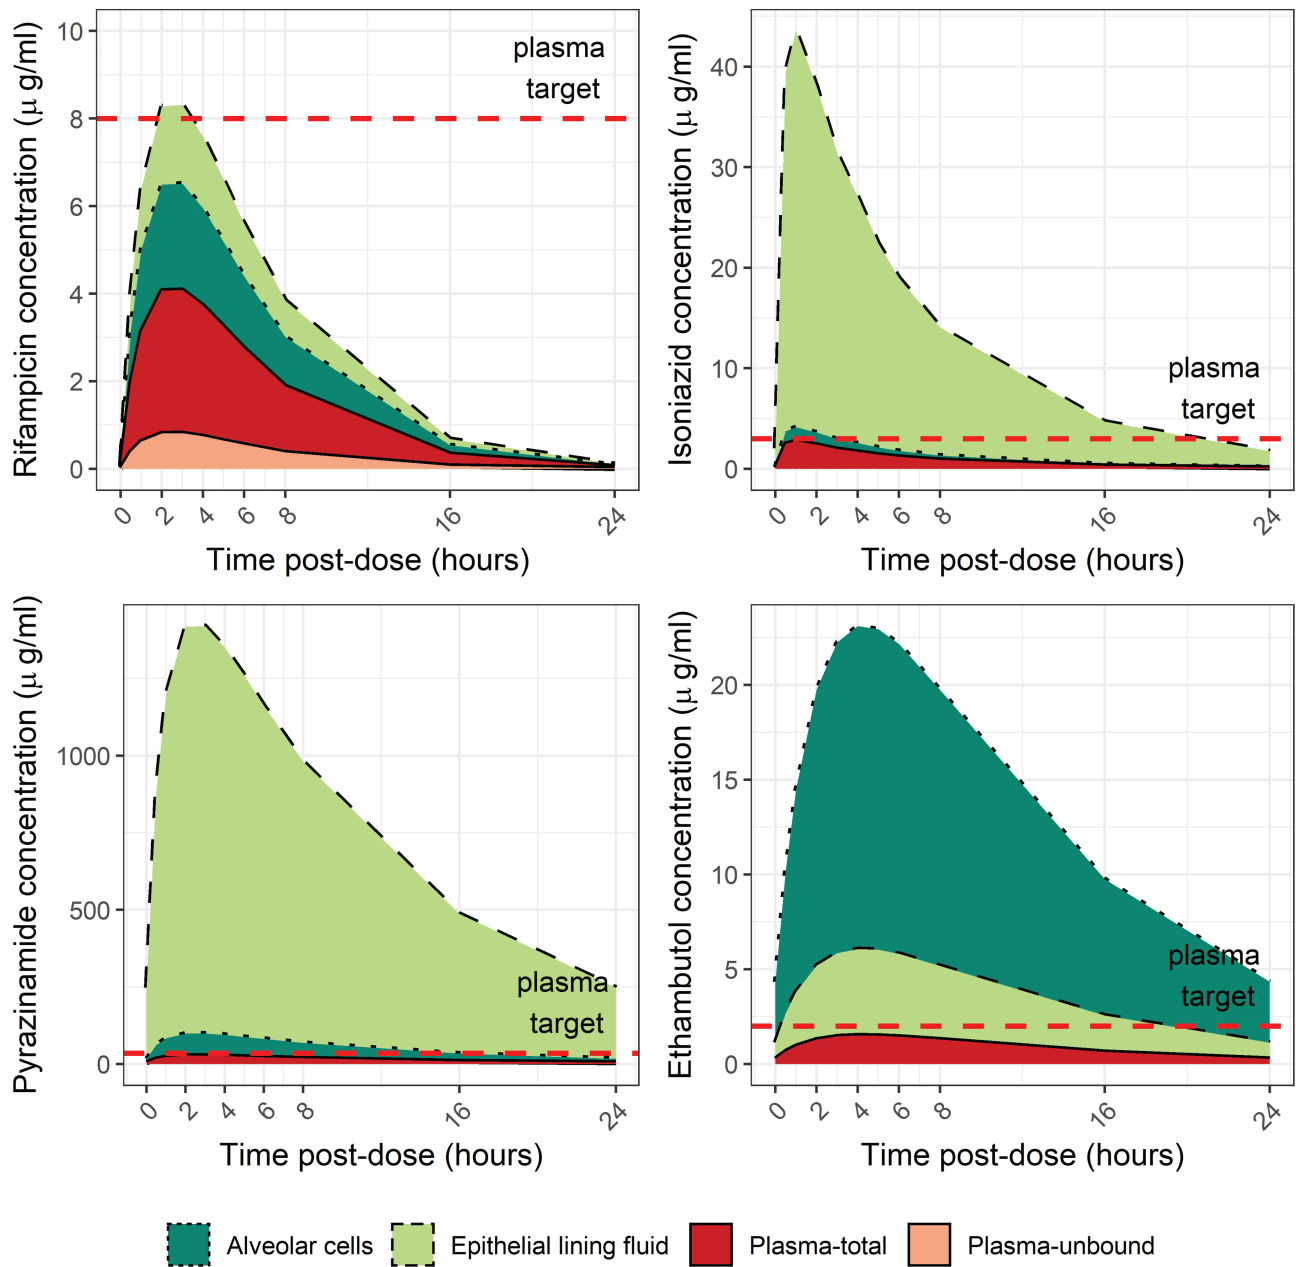 Rifampicin concentration (μ g/ml)
10
8
6
4
2
0
plasma
target
0 2 4 6 8 16 24
Time post-dose (hours)
Isoniazid concentration (μ g/ml)
40
30
20
10
0
plasma
target
0 2 4 6 8 16 24
Time post-dose (hours)
Pyrazinamide concentration (μ g/ml)
1000
500
0
plasma
target
0 2 4 6 8 16 24
Time post-dose (hours)
Ethambutol concentration (μ g/ml)
20
15
10
5
0
plasma
target
0 2 4 6 8 16 24
Time post-dose (hours)
Alveolar cells Epithelial lining fluid Plasma-total Plasma-unbound